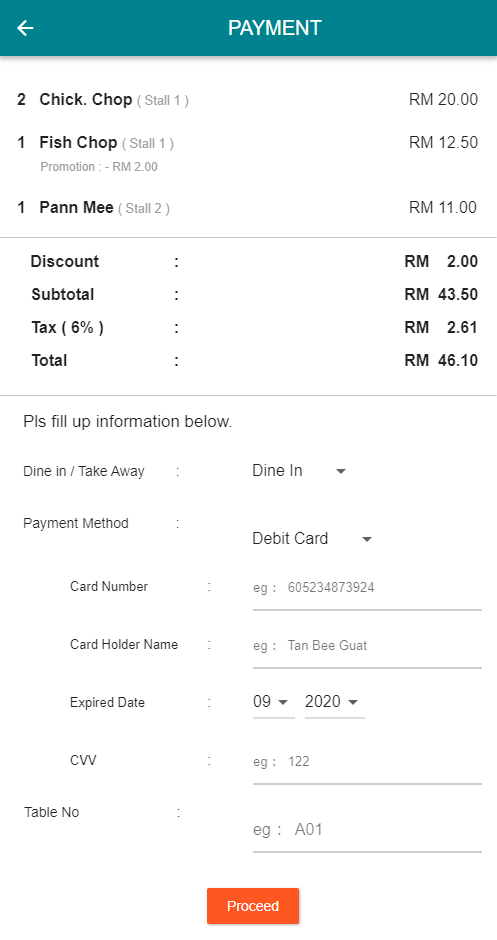 PAYMENT
2 Chick. Chop ( Stall 1 ) RM 20.00
1 Fish Chop ( Stall 1 ) RM 12.50
Promotion : - RM 2.00
1 Pann Mee ( Stall 2 ) RM 11.00
Discount : RM 2.00
Subtotal : RM 43.50
Tax ( 6% ) : RM 2.61
Total : RM 46.10
Pls fill up information below.
Dine in / Take Away : Dine In
Payment Method :
Debit Card
Card Number : eg : 605234873924
Card Holder Name : eg : Tan Bee Guat
Expired Date : 09 2020
CVV : eg : 122
Table No :
eg : A01
Proceed